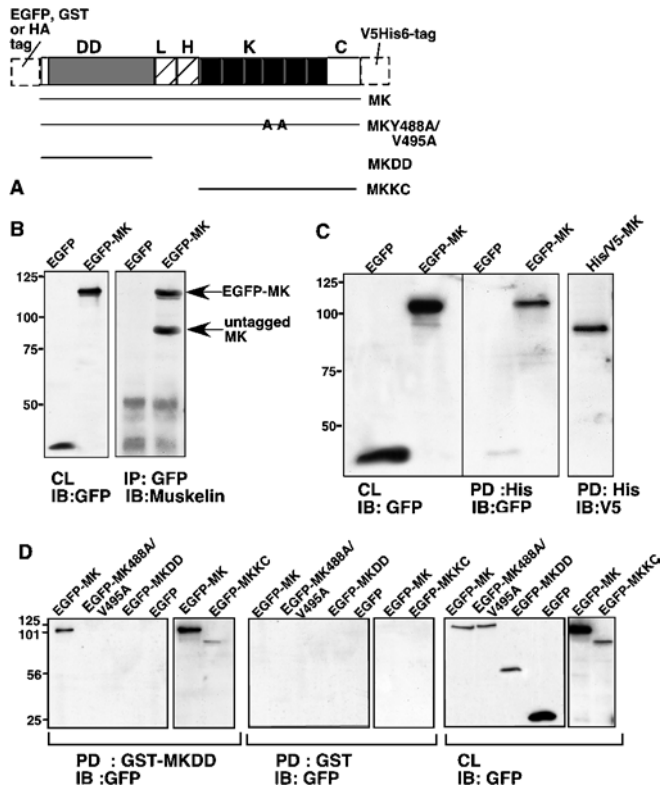 EGFP, GST
or HA
tag
DD
L
H
K
C
V5His6-tag
MK
A A
MKY488A/
V495A
MKDD
MKKC
A
B
EGFP
EGFP-MK
EGFP
EGFP-MK
125
100
75
50
EGFP-MK
untagged
MK
CL
IB:GFP
IP: GFP
IB:Muskelin
C
EGFP
EGFP-MK
EGFP
EGFP-MK
His/V5-MK
125
100
75
50
CL
IB: GFP
PD :His
IB:GFP
PD: His
IB:V5
D
EGFP-MK
EGFP-MK488A/
V495A
EGFP-MKDD
EGFP
EGFP-MK
EGFP-MKKC
EGFP-MK
EGFP-MK488A/
V495A
EGFP-MKDD
EGFP
EGFP-MK
EGFP-MKKC
EGFP-MK
EGFP-MK488A/
V495A
EGFP-MKDD
EGFP
EGFP-MK
EGFP-MKKC
125
101
56
25
PD : GST-MKDD
IB :GFP
PD : GST
IB: GFP
CL
IB: GFP